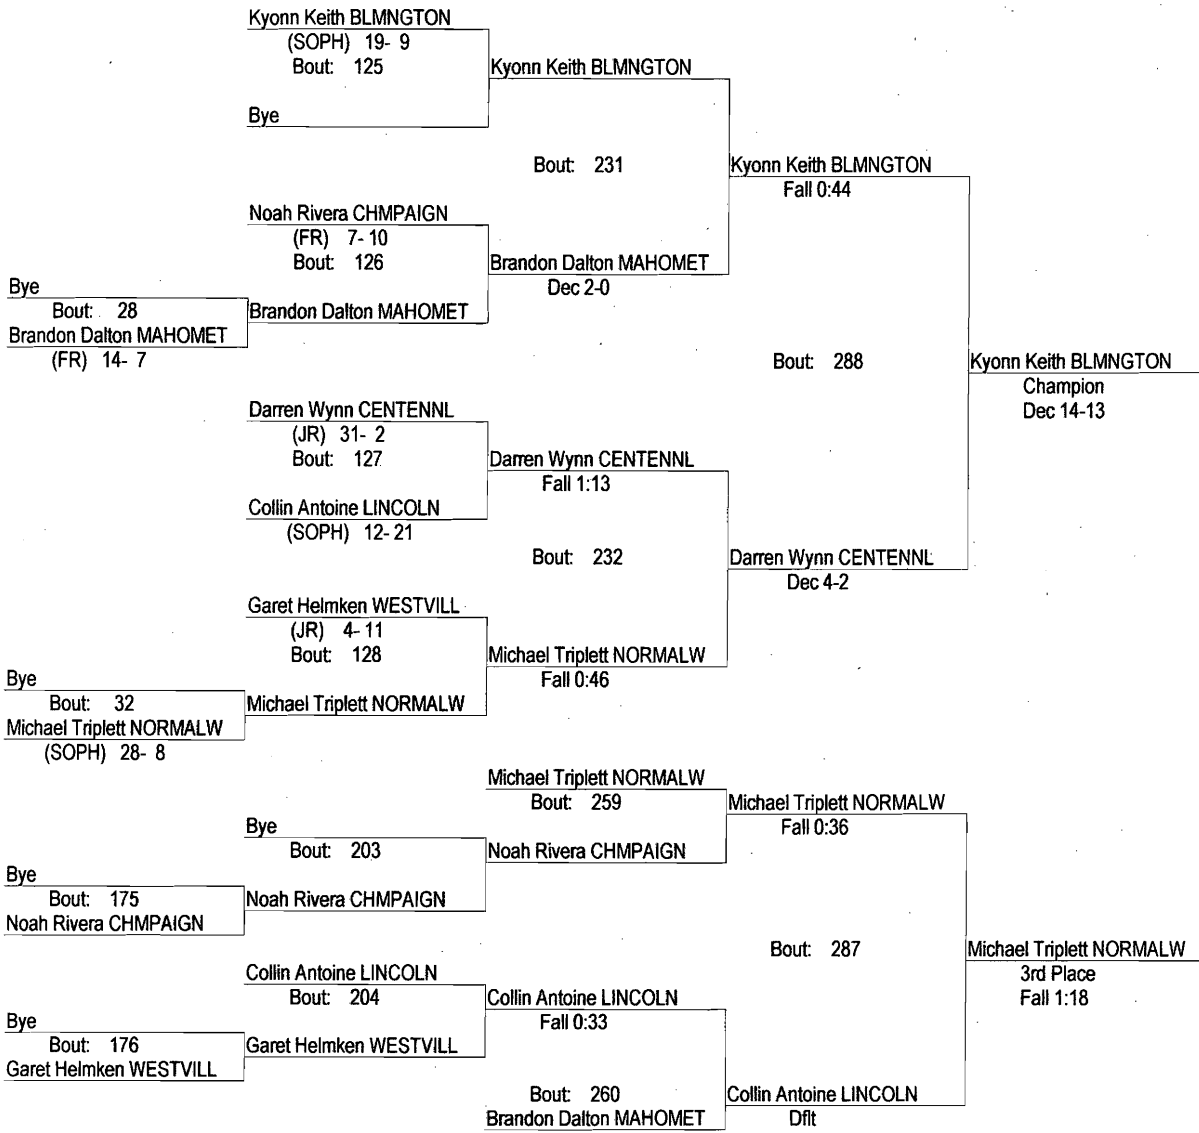 Kyonn Keith BLMNGTON
(SOPH) 19- 9
Bout: 125
Kyonn Keith BLMNGTON
Bye
Bout: 231
Kyonn Keith BLMNGTON
Fall 0:44
Noah Rivera CHMPAIGN
(FR) 7- 10
Bout: 126
Brandon Dalton MAHOMET
Dec 2-0
Bye
Bout: 28
Brandon Dalton MAHOMET
Brandon Dalton MAHOMET
(FR) 14- 7
Bout: 288
Kyonn Keith BLMNGTON
Champion
Dec 14-13
Darren Wynn CENTENNL
(JR) 31- 2
Bout: 127
Darren Wynn CENTENNL
Fall 1:13
Collin Antoine LINCOLN
(SOPH) 12- 21
Bout: 232
Darren Wynn CENTENNL
Dec 4-2
Garet Helmken WESTVILL
(JR) 4- 11
Bout: 128
Michael Triplett NORMALW
Fall 0:46
Bye
Bout: 32
Michael Triplett NORMALW
Michael Triplett NORMALW
(SOPH) 28- 8
Michael Triplett NORMALW
Bout: 259
Michael Triplett NORMALW
Fall 0:36
Bye
Bout: 203
Noah Rivera CHMPAIGN
Bye
Bout: 175
Noah Rivera CHMPAIGN
Noah Rivera CHMPAIGN
Bout: 287
Michael Triplett NORMALW
3rd Place
Fall 1:18
Collin Antoine LINCOLN
Bout: 204
Collin Antoine LINCOLN
Fall 0:33
Bye
Bout: 176
Garet Helmken WESTVILL
Garet Helmken WESTVILL
Bout: 260
Brandon Dalton MAHOMET
Collin Antoine LINCOLN
Dflt